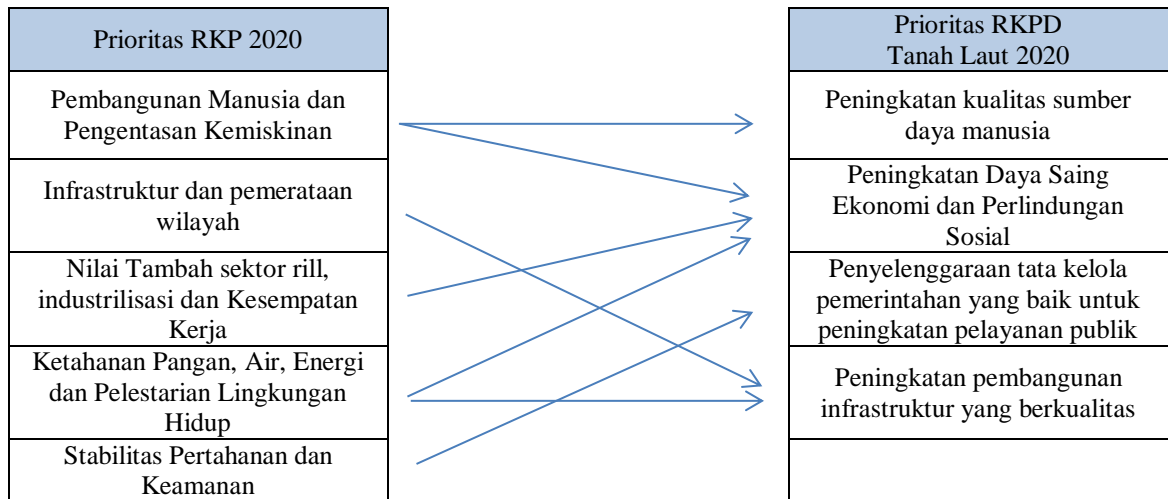 Prioritas RKP 2020
Pembangunan Manusia dan
Pengentasan Kemiskinan
Infrastruktur dan pemerataan
wilayah
Nilai Tambah sektor rill,
industrilisasi dan Kesempatan
Kerja
Ketahanan Pangan, Air, Energi
dan Pelestarian Lingkungan
Hidup
Stabilitas Pertahanan dan
Keamanan
Prioritas RKPD
Tanah Laut 2020
Peningkatan kualitas sumber
daya manusia
Peningkatan Daya Saing
Ekonomi dan Perlindungan
Sosial
Penyelenggaraan tata kelola
pemerintahan yang baik untuk
peningkatan pelayanan publik
Peningkatan pembangunan
infrastruktur yang berkualitas